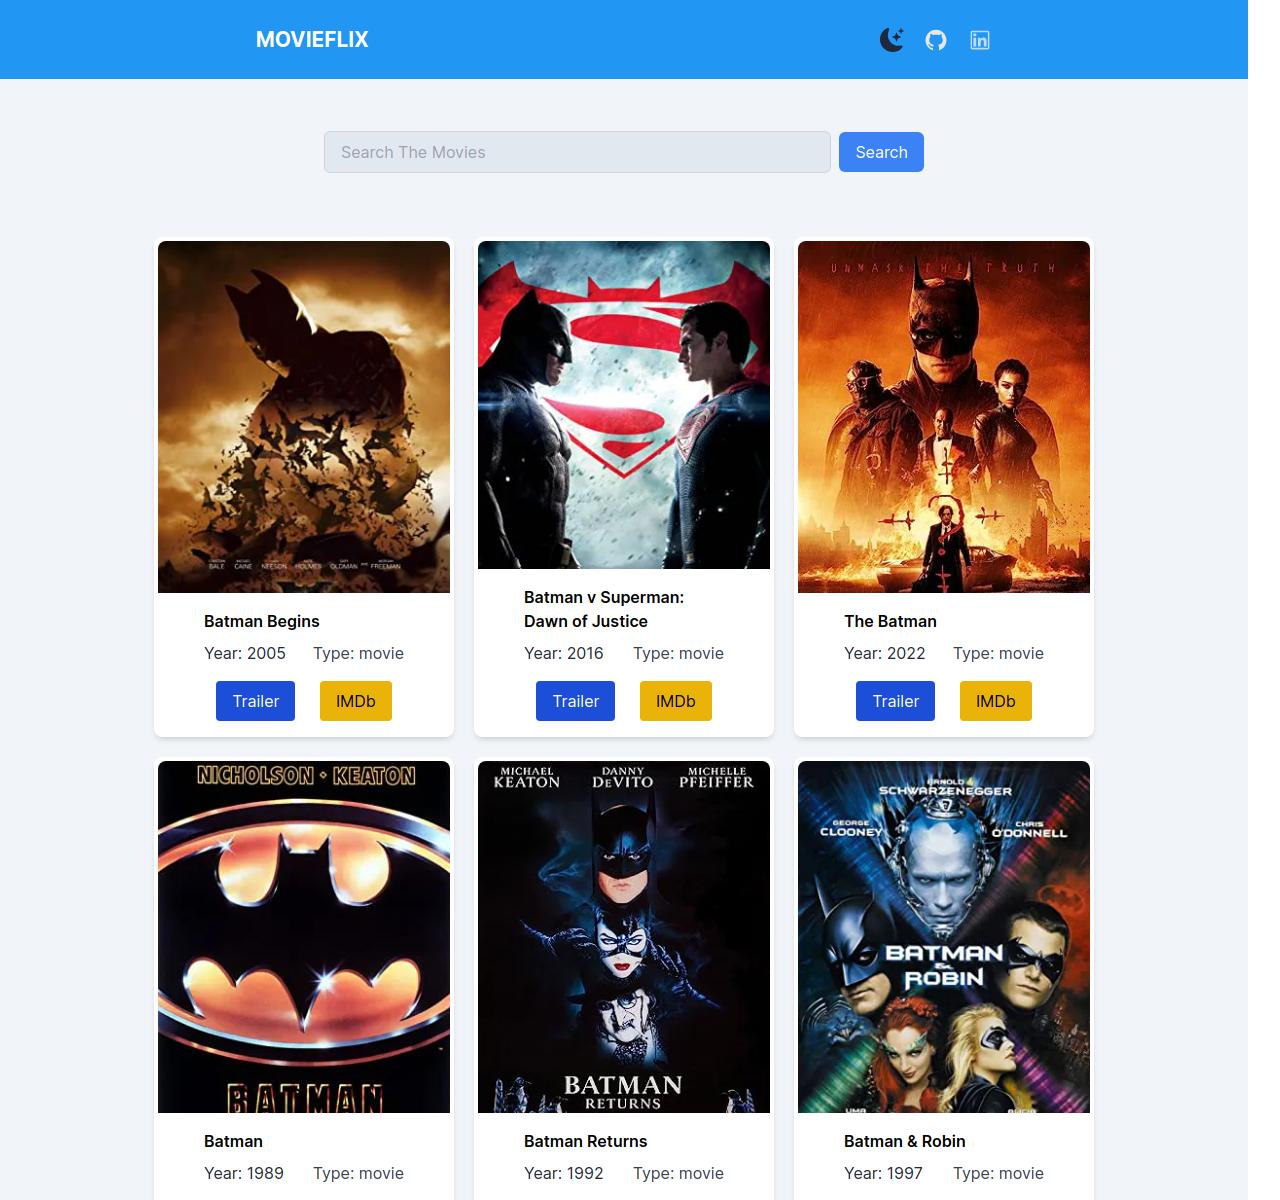 MOVIEFLIX
Search The Movies
Search
UNMASK THE TRUTH
BALE CAINE NEESON HOLMES OLDMAN AND FREEMAN
Batman Begins
Year: 2005 Type: movie
Trailer IMDb
Batman v Superman:
Dawn of Justice
Year: 2016 Type: movie
Trailer IMDb
The Batman
Year: 2022 Type: movie
Trailer IMDb
NICHOLSON · KEATON
BATMAN
MICHAEL DANNY MICHELLE
KEATON DEVITO PFEIFFER
BATMAN
RETURNS
ARNOLD
SCHWARZENEGGER
GEORGE CHRIS
CLOONEY O'DONNELL
BATMAN
&
ROBIN
UMA ALICIA
Batman
Year: 1989 Type: movie
Batman Returns
Year: 1992 Type: movie
Batman & Robin
Year: 1997 Type: movie